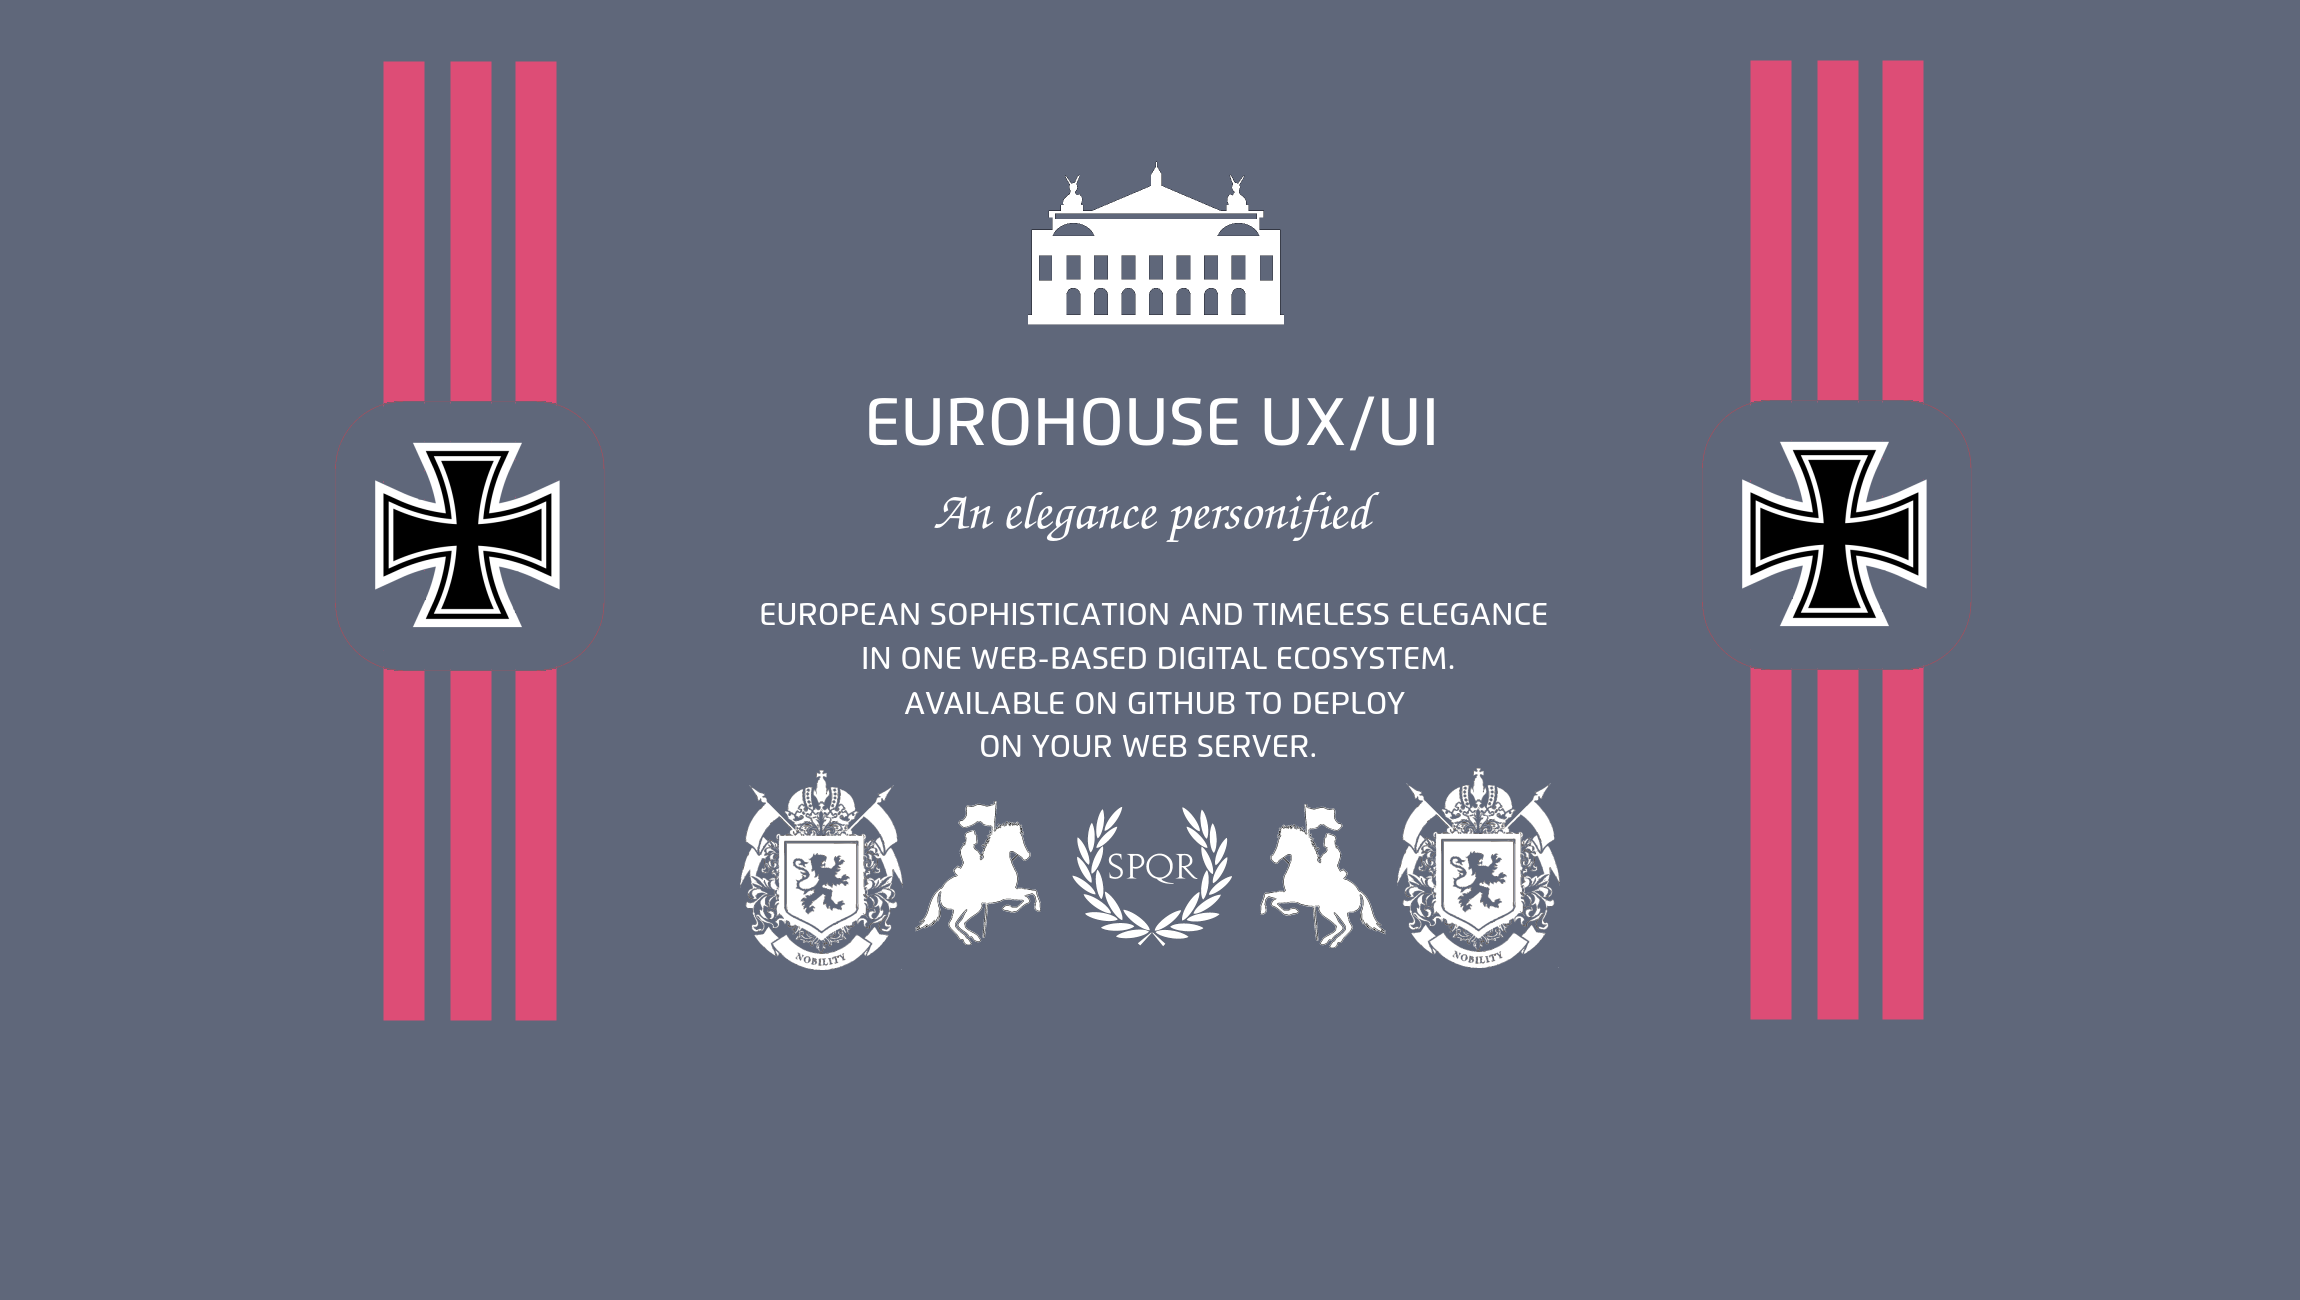 EUROHOUSE UX/UI
An elegance personified
EUROPEAN SOPHISTICATION AND TIMELESS ELEGANCE
IN ONE WEB-BASED DIGITAL ECOSYSTEM.
AVAILABLE ON GITHUB TO DEPLOY
ON YOUR WEB SERVER.
SPQR
NOBILITY
NOBILITY